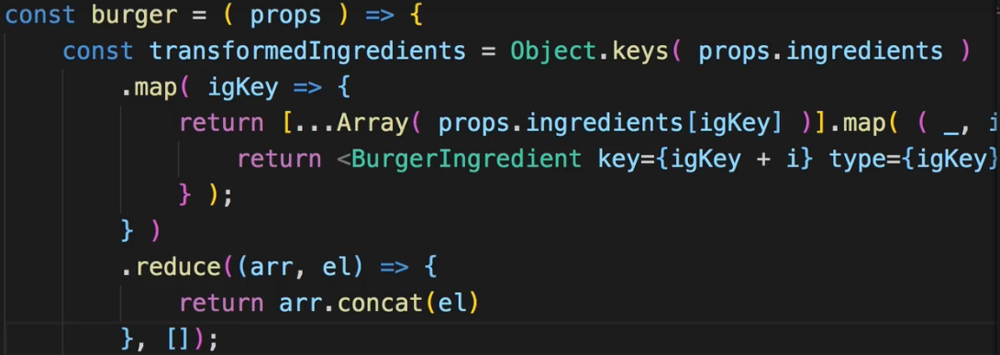 const burger = ( props ) => {
    const transformedIngredients = Object.keys( props.ingredients )
        .map( igKey => {
            return [...Array( props.ingredients[igKey] )].map( ( _, i
                return <BurgerIngredient key={igKey + i} type={igKey}
            } );
        } )
        .reduce((arr, el) => {
            return arr.concat(el)
        }, []);